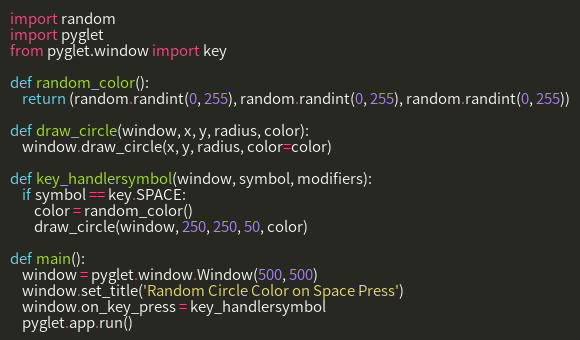 import random
import pyglet
from pyglet.window import key

def random_color():
    return (random.randint(0, 255), random.randint(0, 255), random.randint(0, 255))

def draw_circle(window, x, y, radius, color):
    window.draw_circle(x, y, radius, color=color)

def key_handlersymbol(window, symbol, modifiers):
    if symbol == key.SPACE:
        color = random_color()
        draw_circle(window, 250, 250, 50, color)

def main():
    window = pyglet.window.Window(500, 500)
    window.set_title('Random Circle Color on Space Press')
    window.on_key_press = key_handlersymbol
    pyglet.app.run()